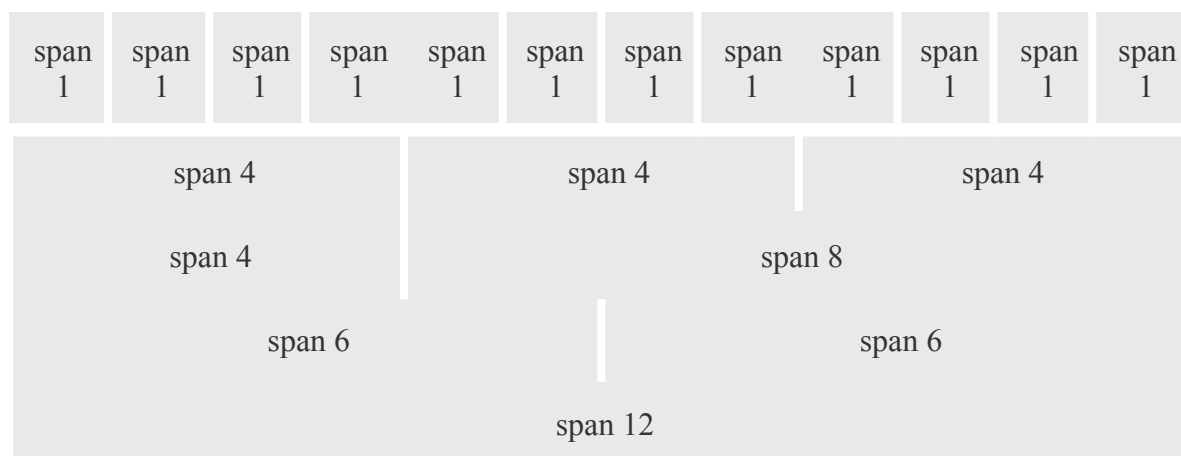 span span span span span span span span span span span span
1 1 1 1 1 1 1 1 1 1 1 1
span 4 span 4 span 4
span 4 span 8
span 6 span 6
span 12